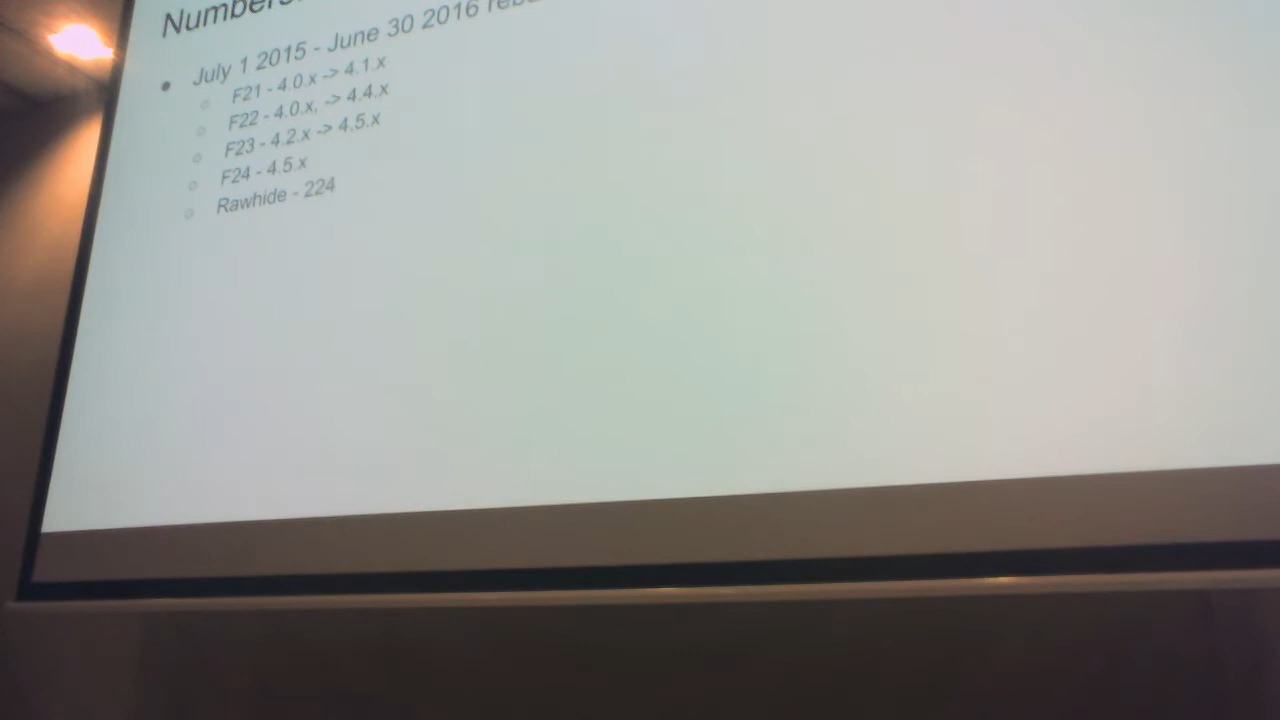 Numbers
July 1 2015 - June 30 2016
F21 - 4.0.x -> 4.1.x
F22 - 4.0.x, -> 4.4.x
F23 - 4.2.x -> 4.5.x
F24 - 4.5.x
Rawhide - 224